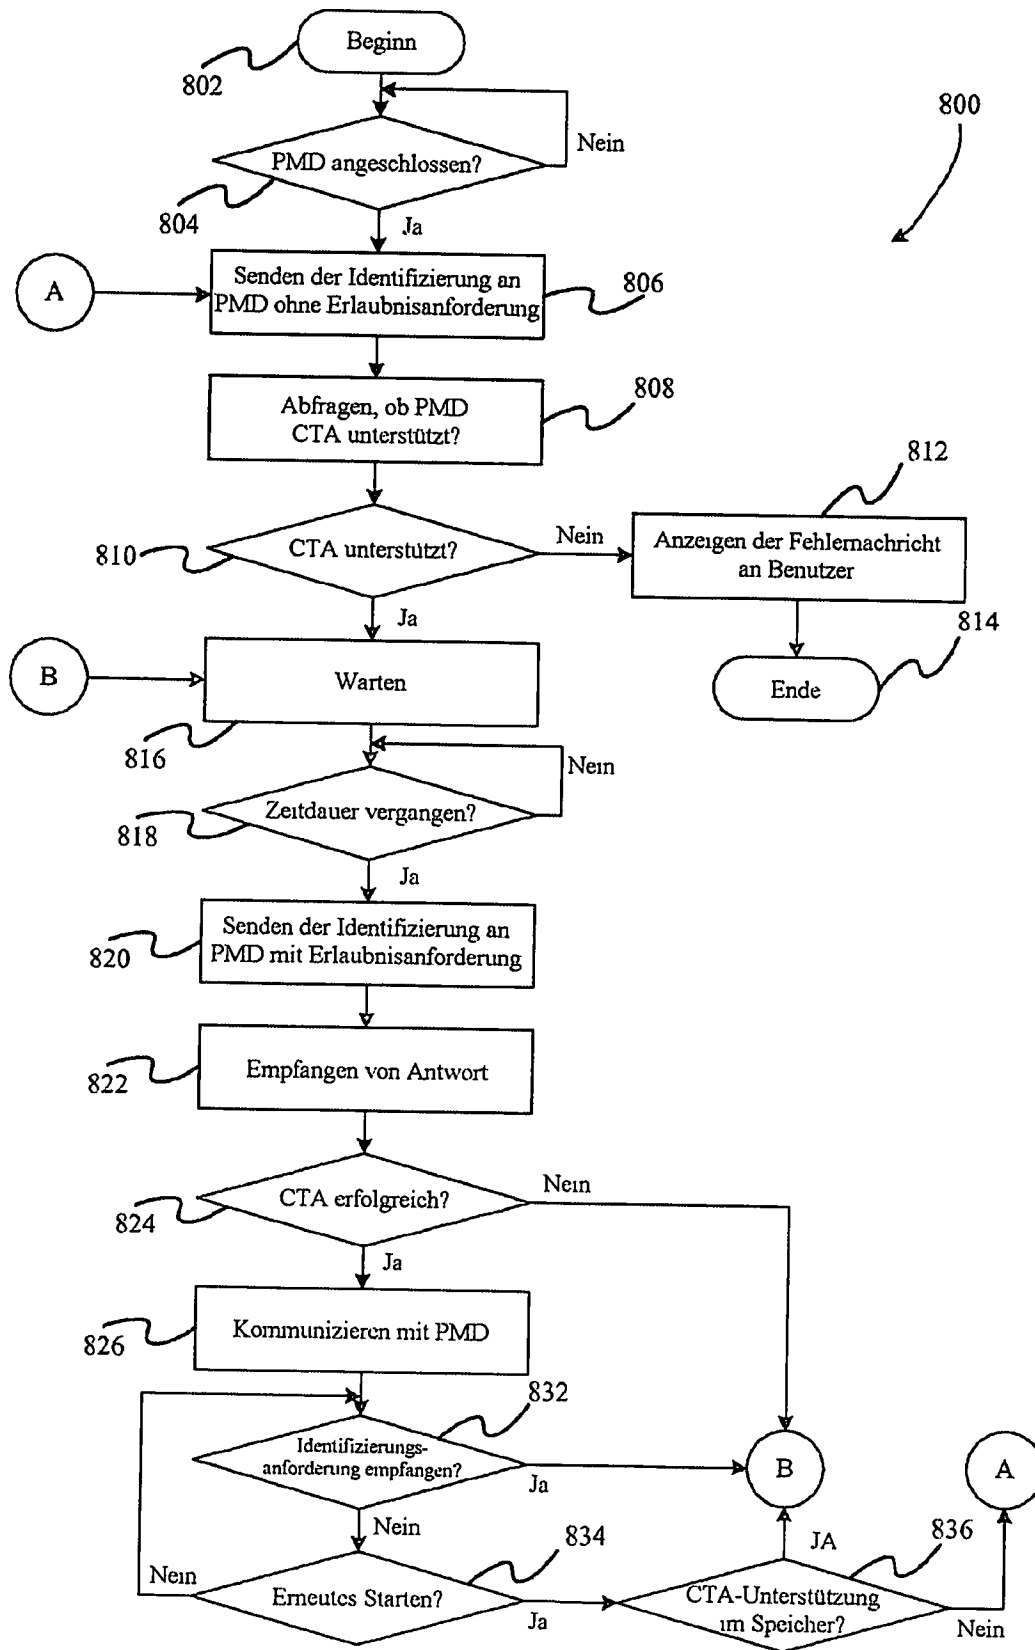 Beginn
802
800
Nein
PMD angeschlossen?
804
Ja
A
Senden der Identifizierung an
PMD ohne Erlaubnisanforderung
806
Abfragen, ob PMD
CTA unterstützt?
808
812
810
CTA unterstützt?
Nein
Anzeigen der Fehlernachricht
an Benutzer
Ja
814
B
Warten
Ende
816
Nein
Zeitdauer vergangen?
818
Ja
Senden der Identifizierung an
PMD mit Erlaubnisanforderung
820
Empfangen von Antwort
822
CTA erfolgreich?
Nein
824
Ja
Kommunizieren mit PMD
826
832
Identifizierungs-
anforderung empfangen?
Ja
B
A
Nein
834
JA
836
Nein
Erneutes Starten?
Ja
CTA-Unterstützung
im Speicher?
Nein